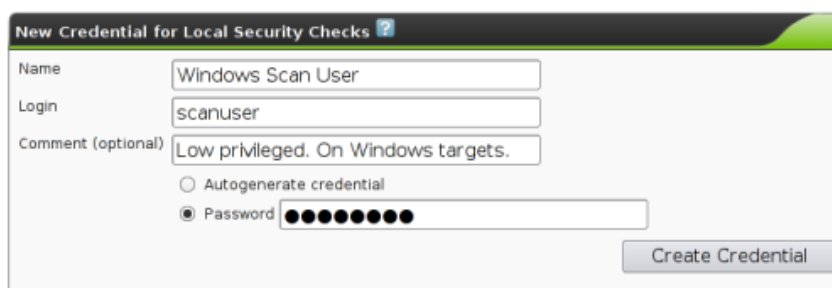 New Credential for Local Security Checks ?
Name Windows Scan User
Login scanuser
Comment (optional) Low privileged. On Windows targets.
Autogenerate credential
Password ●●●●●●●●
Create Credential